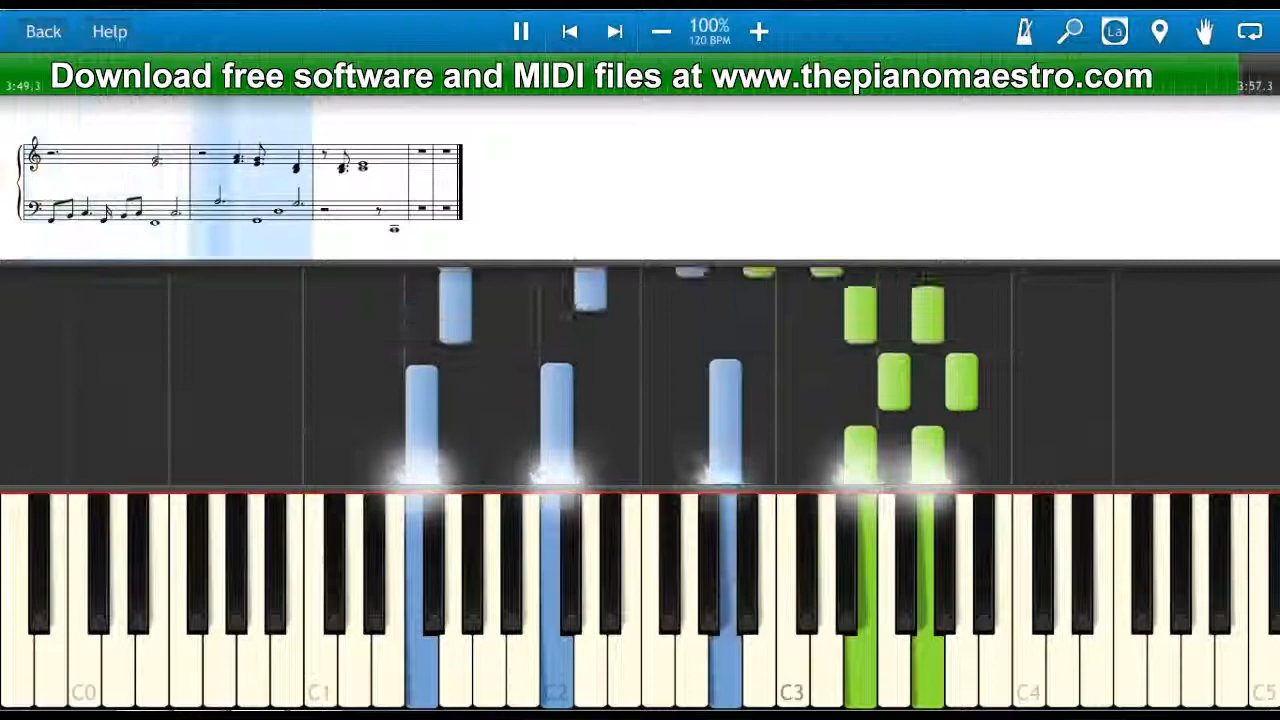 Back Help 100% La
120 BPM
Download free software and MIDI files at www.thepianomaestro.com
3:49.3 3:57.3
C0 C1 C2 C3 C4 C5